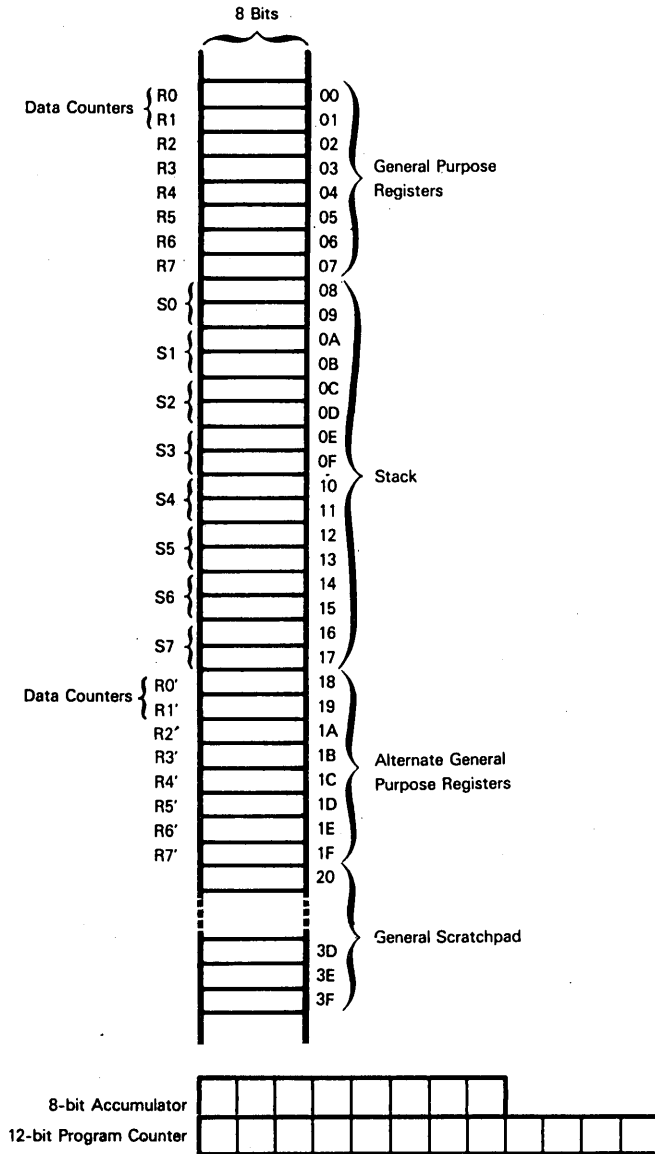 8 Bits
Data Counters
R0
R1
R2
R3
R4
R5
R6
R7
00
01
02
03
04
05
06
07
General Purpose
Registers
S0
S1
S2
S3
S4
S5
S6
S7
08
09
0A
0B
0C
0D
0E
0F
10
11
12
13
14
15
16
17
Stack
Data Counters
R0'
R1'
R2'
R3'
R4'
R5'
R6'
R7'
18
19
1A
1B
1C
1D
1E
1F
Alternate General
Purpose Registers
20
3D
3E
3F
General Scratchpad
8-bit Accumulator
12-bit Program Counter